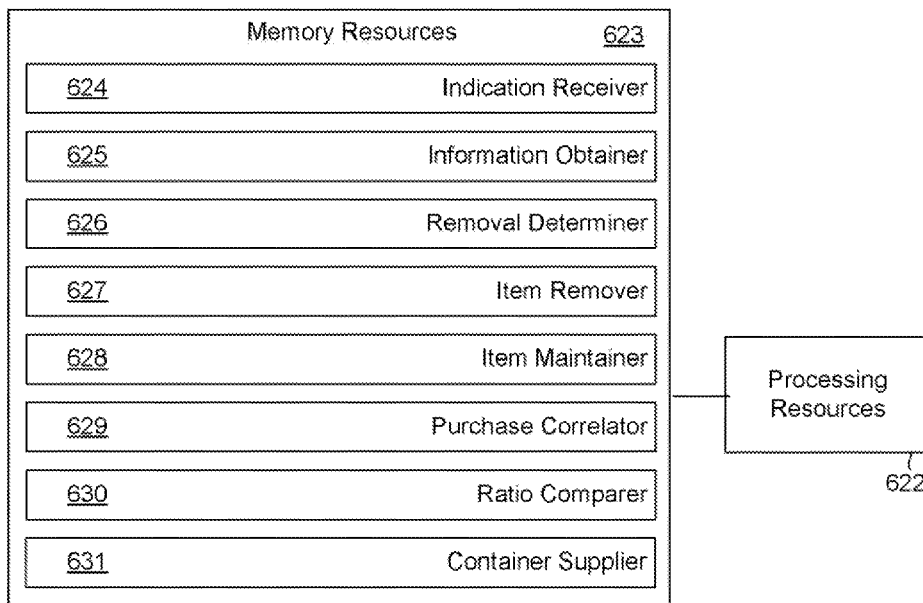 Memory Resources 623
624 Indication Receiver
625 Information Obtainer
626 Removal Determiner
627 Item Remover
628 Item Maintainer
629 Purchase Correlator
630 Ratio Comparer
631 Container Supplier
Processing
Resources
622